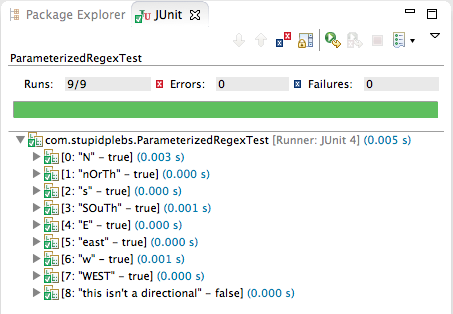 Package Explorer JUnit
ParameterizedRegexTest
Runs: 9/9 Errors: 0 Failures: 0
com.stupidplebs.ParameterizedRegexTest [Runner: JUnit 4] (0.005 s)
[0: "N" - true] (0.003 s)
[1: "nOrTh" - true] (0.000 s)
[2: "s" - true] (0.000 s)
[3: "SOuTh" - true] (0.001 s)
[4: "E" - true] (0.000 s)
[5: "east" - true] (0.000 s)
[6: "w" - true] (0.001 s)
[7: "WEST" - true] (0.000 s)
[8: "this isn't a directional" - false] (0.000 s)